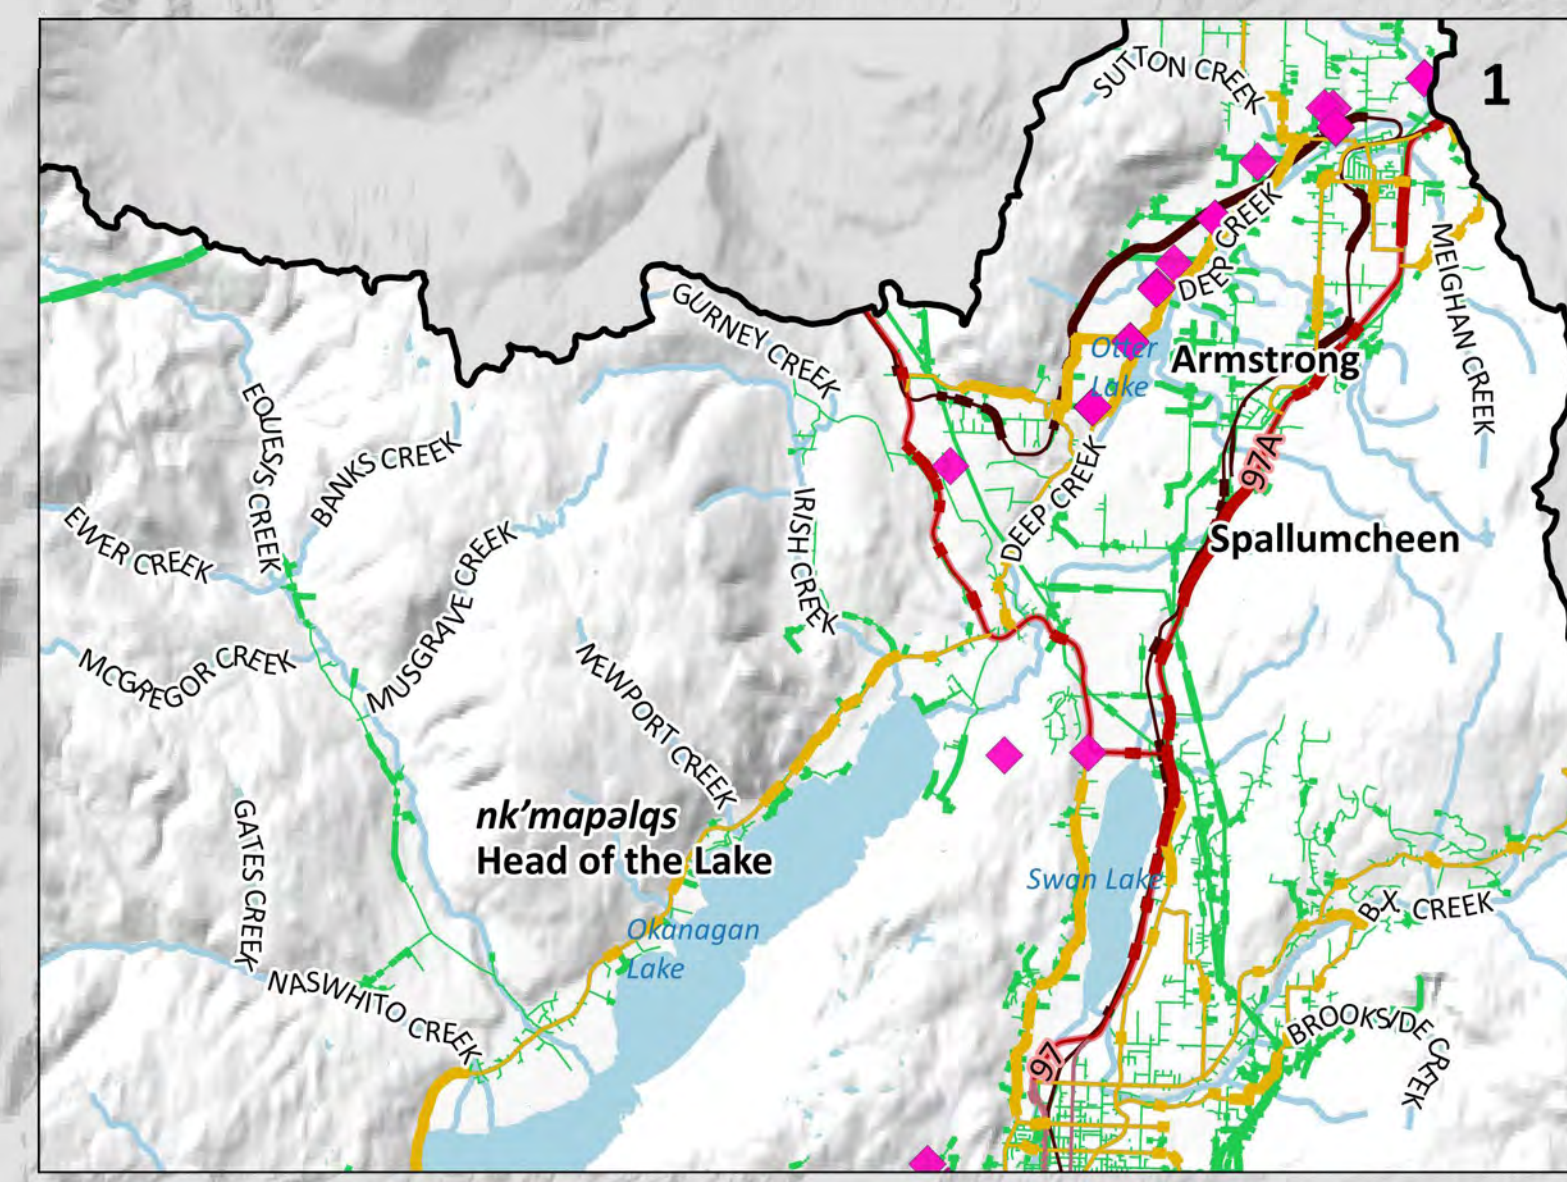 SUTTON CREEK
1
DEEP CREEK
MEIGHAN CREEK
GURNEY CREEK
Otter
Lake
Armstrong
EQUESIS CREEK
BANKS CREEK
97A
EWER CREEK
MUSGRAVE CREEK
IRISH CREEK
DEEP CREEK
Spallumcheen
MCGREGOR CREEK
NEWPORT CREEK
GATES CREEK
nk’mapəlqs
Head of the Lake
Swan Lake
B.X. CREEK
Okanagan
Lake
NASWHITO CREEK
BROOKSIDE CREEK
97